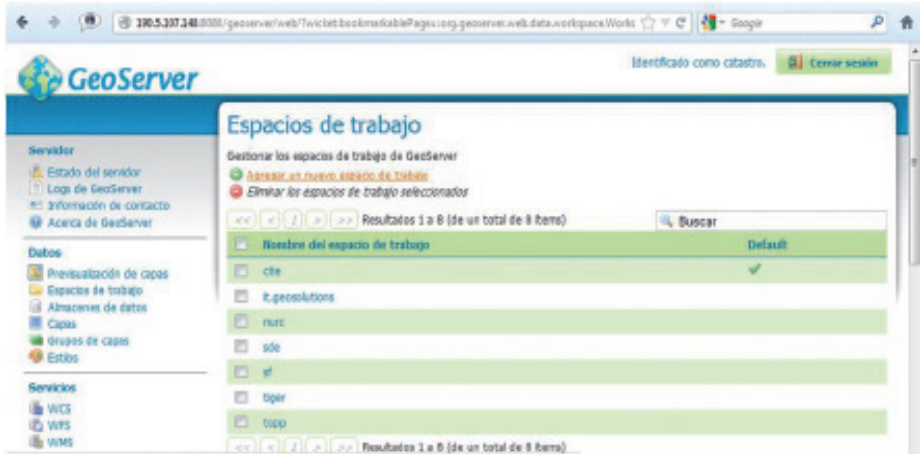 190.5.107.148:8080/geoserver/web/?wicket:bookmarkablePage=:org.geoserver.web.data.workspace.Works
Google
GeoServer
Identificado como catastro.
Cerrar sesión
Servidor
Estado del servidor
Logs de GeoServer
Información de contacto
Acerca de GeoServer
Datos
Previsualización de capas
Espacios de trabajo
Almacenes de datos
Capas
Grupos de capas
Estilos
Servicios
WCS
WFS
WMS
Espacios de trabajo
Gestionar los espacios de trabajo de GeoServer
Agregar un nuevo espacio de trabajo
Eliminar los espacios de trabajo seleccionados
<< < 1 > >> Resultados 1 a 8 (de un total de 8 ítems)
Buscar
Nombre del espacio de trabajo Default
cite
it.geosolutions
nurc
sde
sf
tiger
topp
<< < 1 > >> Resultados 1 a 8 (de un total de 8 ítems)